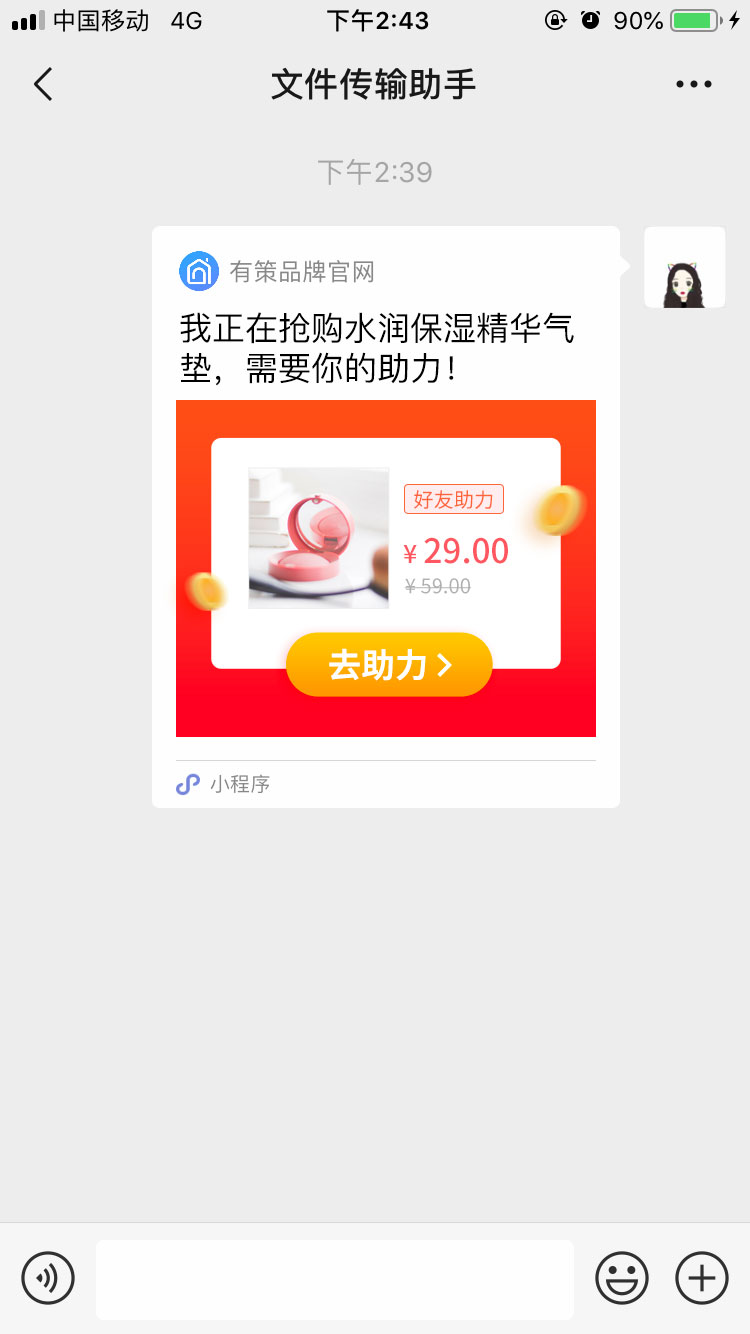 中国移动 4G 下午2:43 90%
文件传输助手
下午2:39
有策品牌官网
我正在抢购水润保湿精华气
垫，需要你的助力！
好友助力
¥ 29.00
¥ 59.00
去助力
小程序